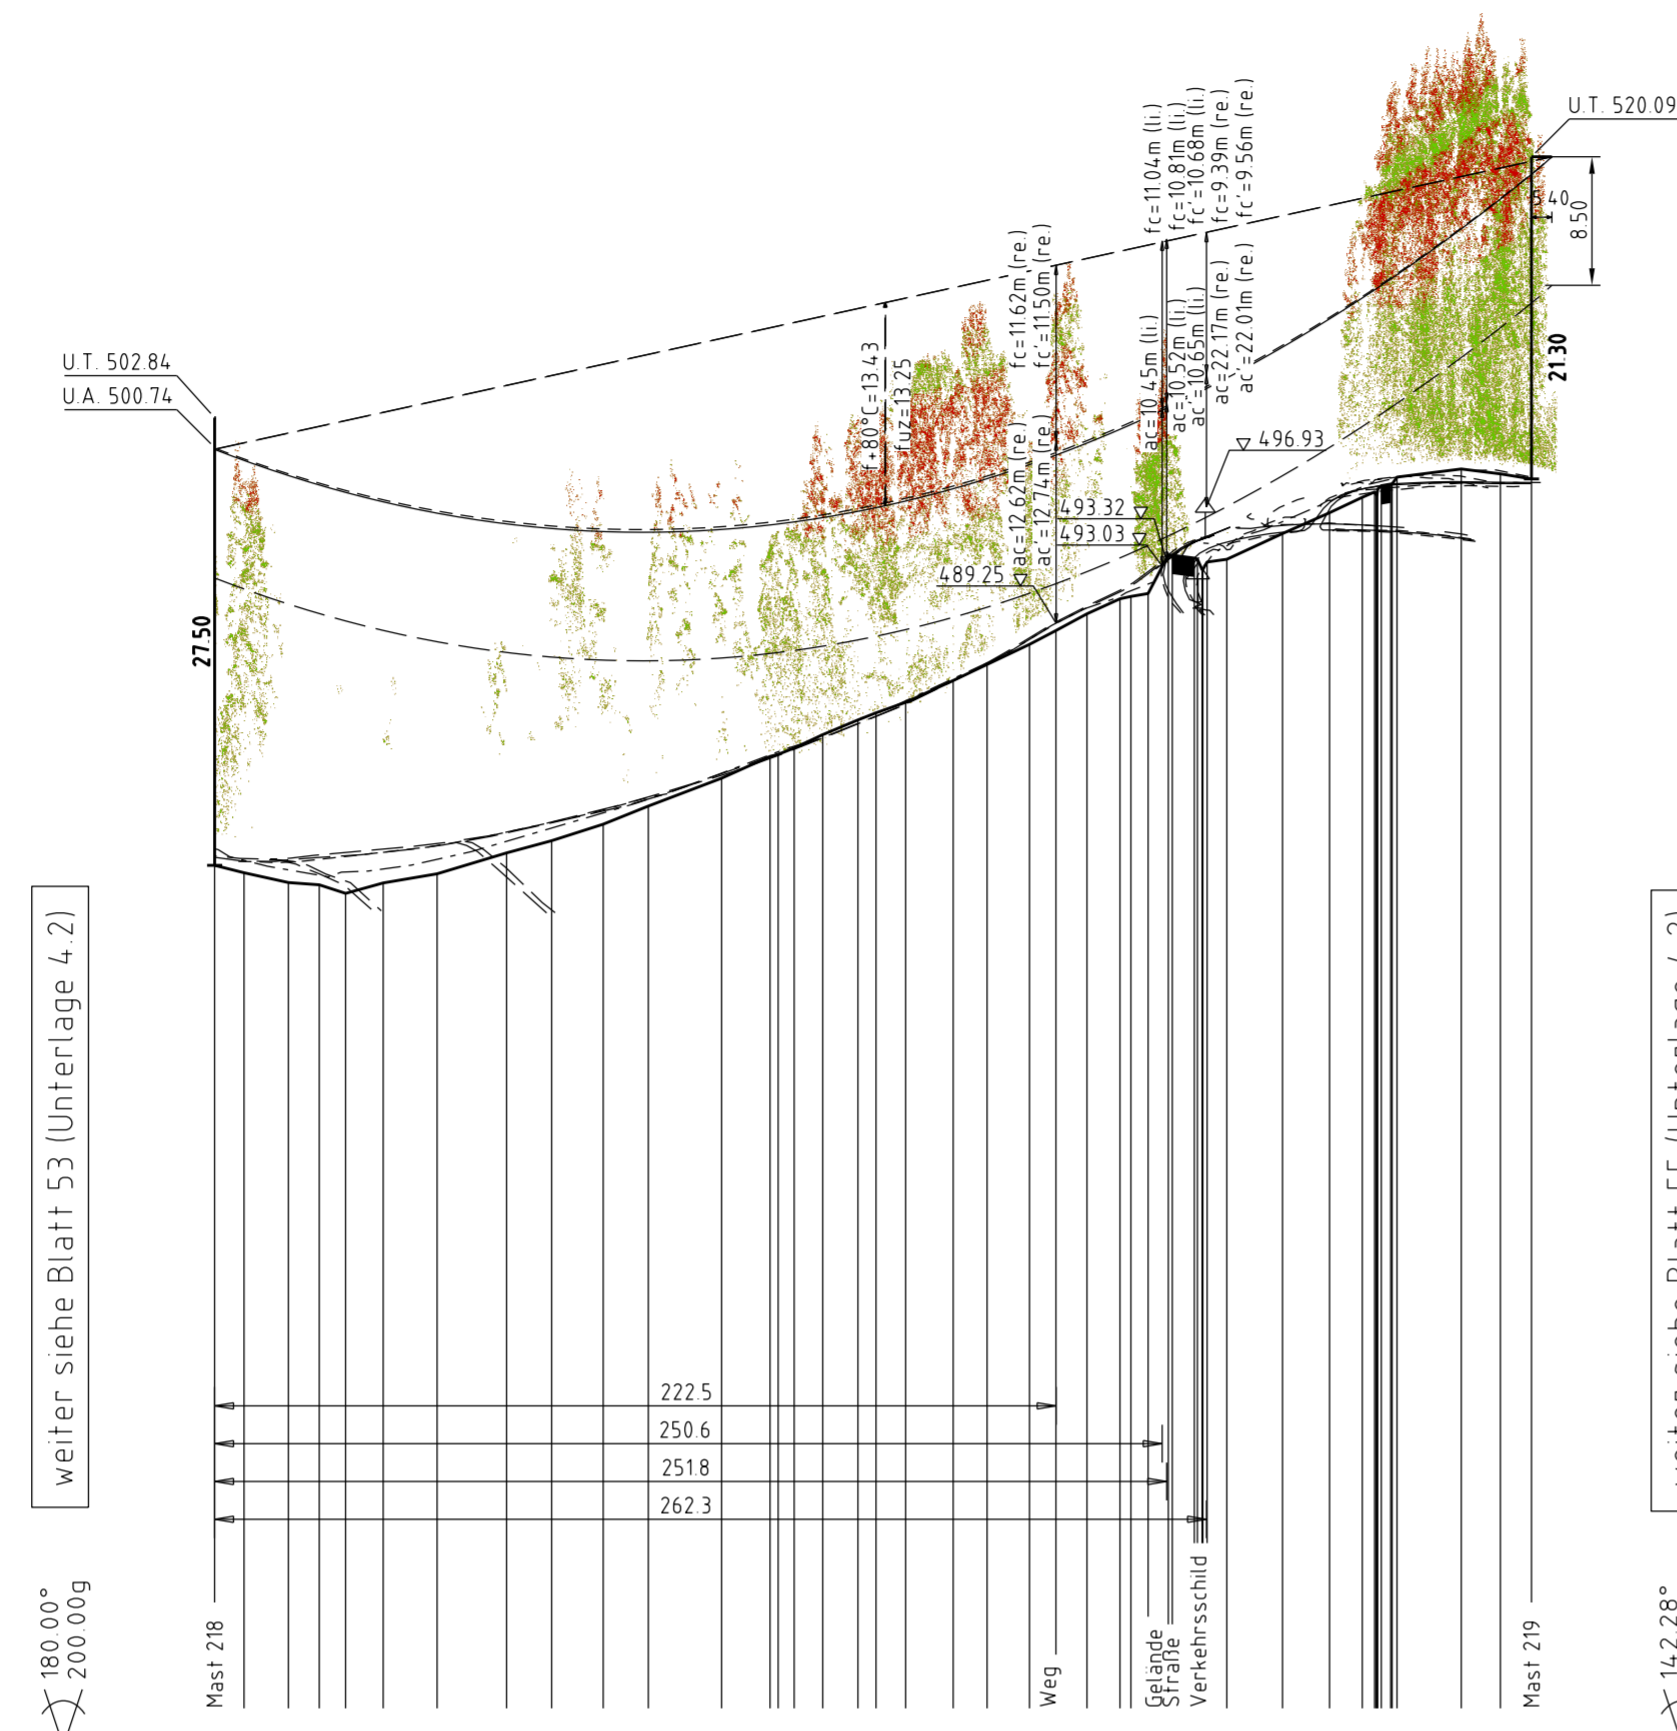 U.T. 520.09
fc=11.04m (li.)
fc=10.81m (li.)
fc'=10.68m (li.)
fc=9.39m (re.)
fc'=9.56m (re.)
8.50
fc=11.62m (re.)
fc'=11.50m (re.)
ac=10.45m (li.)
ac=10.52m (li.)
ac'=10.65m (li.)
ac=22.17m (re.)
ac'=22.01m (re.)
U.T. 502.84
U.A. 500.74
f+80°C=13.43
fuz=13.25
21.30
496.93
ac=12.62m (re.)
ac'=12.74m (re.)
493.32
493.03
489.25
27.50
weiter siehe Blatt 53 (Unterlage 4.2)
222.5
250.6
251.8
262.3
180.00°
200.00g
Mast 218
Weg
Gelände
Straße
Verkehrsschild
Mast 219
142.28°